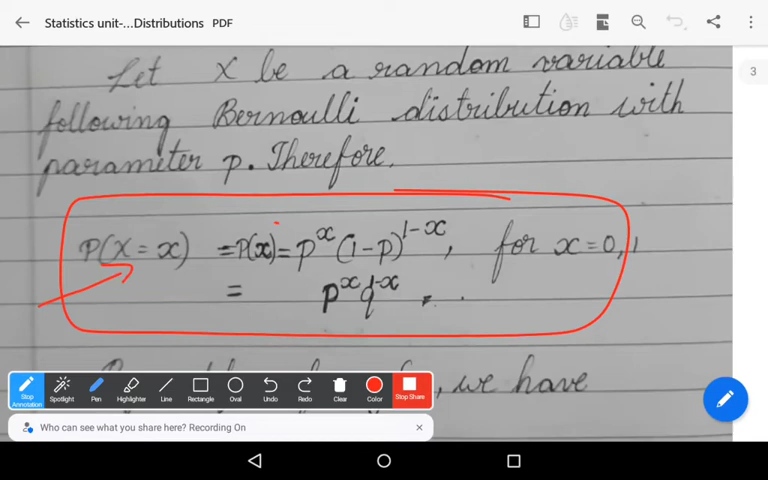 Statistics unit-...Distributions PDF
3
Let X be a random variable
following Bernoulli distribution with
parameter p. Therefore,
P(X = x) = P(x) = p^x (1-p)^{1-x}, for x = 0, 1
= p^x q^{1-x}
, we have
Stop Annotation Spotlight Pen Highlighter Line Rectangle Oval Undo Redo Clear Color Stop Share
Who can see what you share here? Recording On